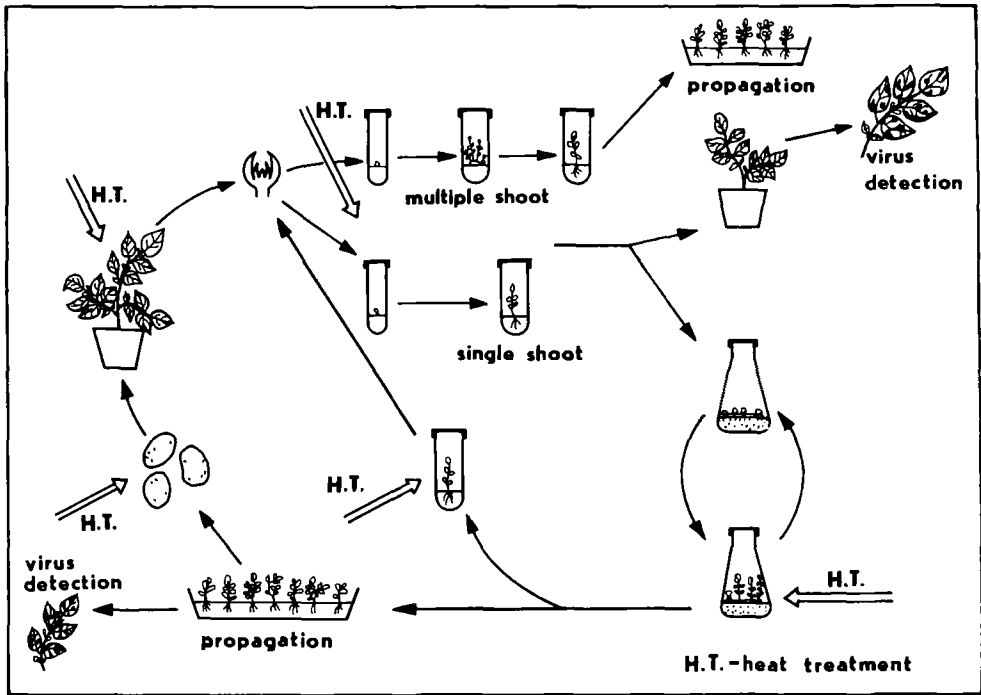 propagation
H.T.
virus
detection
H.T.
multiple shoot
single shoot
H.T.
H.T.
virus
detection
H.T.
propagation
H.T.-heat treatment